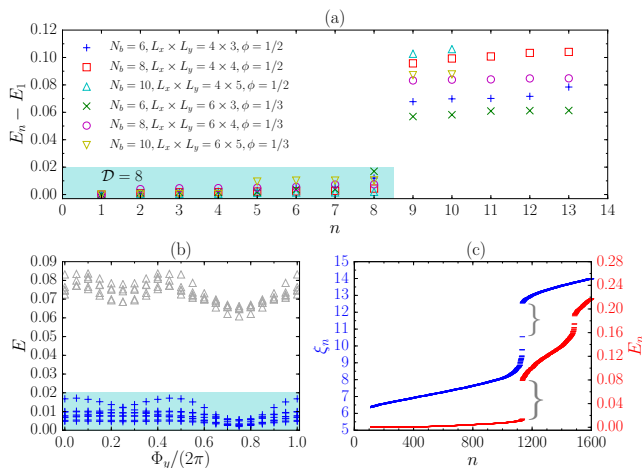 (a)
E_n − E_1
0.12
0.10
0.08
0.06
0.04
0.02
0.00
N_b = 6, L_x × L_y = 4 × 3, ϕ = 1/2
N_b = 8, L_x × L_y = 4 × 4, ϕ = 1/2
N_b = 10, L_x × L_y = 4 × 5, ϕ = 1/2
N_b = 6, L_x × L_y = 6 × 3, ϕ = 1/3
N_b = 8, L_x × L_y = 6 × 4, ϕ = 1/3
N_b = 10, L_x × L_y = 6 × 5, ϕ = 1/3
𝒟 = 8
0 1 2 3 4 5 6 7 8 9 10 11 12 13 14
n
(b)
E
0.09
0.08
0.07
0.06
0.05
0.04
0.03
0.02
0.01
0.00
0.0 0.2 0.4 0.6 0.8 1.0
Φ_y/(2π)
(c)
ξ_n
15
14
13
12
11
10
9
8
7
6
5
0.28
0.24
0.20
0.16
0.12
0.08
0.04
0.00
E_n
0 400 800 1200 1600
n